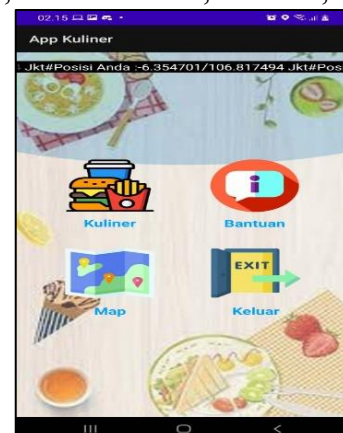 02.15
App Kuliner
Jkt#Posisi Anda :-6.354701/106.817494 Jkt#Pos
Kuliner
Bantuan
EXIT
Map
Keluar